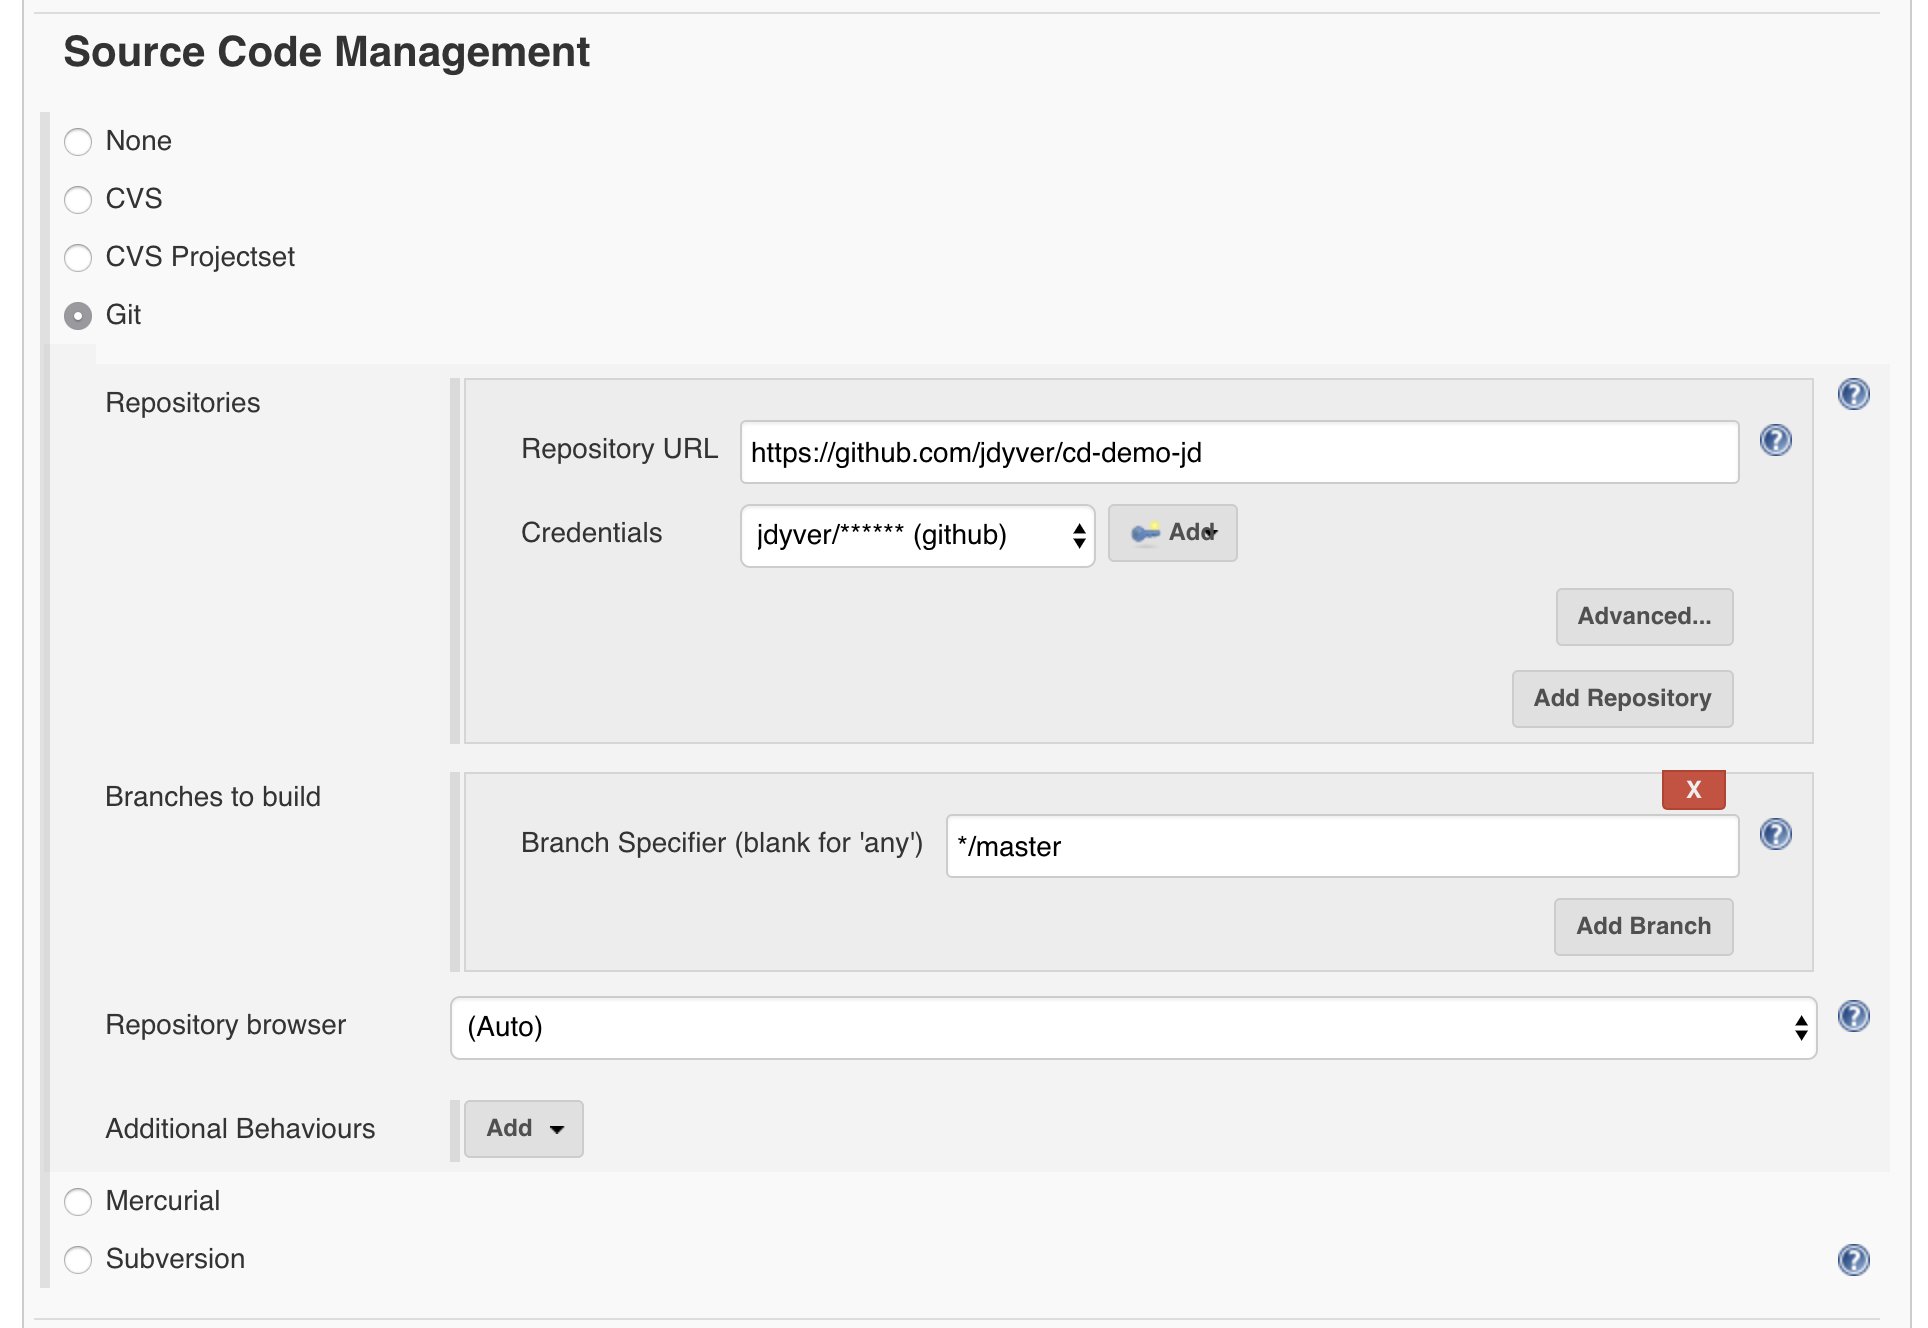 Source Code Management
None
CVS
CVS Projectset
Git
Repositories
Repository URL https://github.com/jdyver/cd-demo-jd
Credentials jdyver/****** (github) Add
Advanced...
Add Repository
Branches to build
X
Branch Specifier (blank for 'any') */master
Add Branch
Repository browser (Auto)
Additional Behaviours Add
Mercurial
Subversion